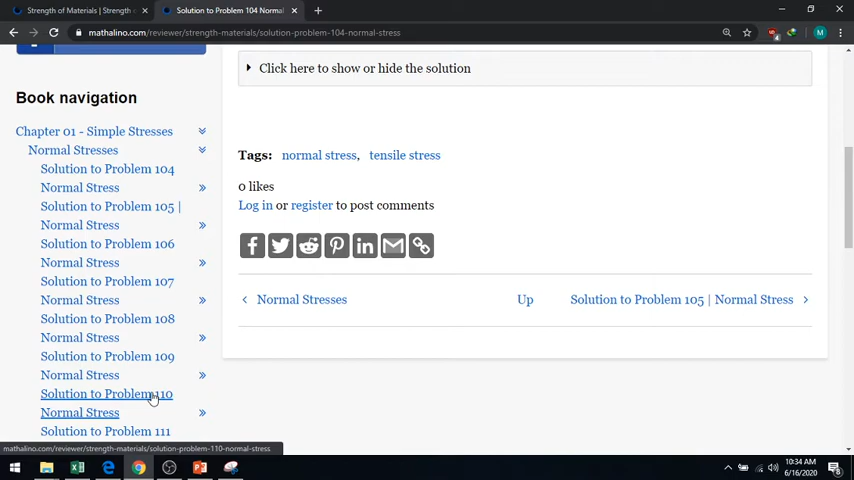 Strength of Materials | Strength o
Solution to Problem 104 Normal
mathalino.com/reviewer/strength-materials/solution-problem-104-normal-stress
M
Click here to show or hide the solution
Book navigation
Chapter 01 - Simple Stresses
Normal Stresses
Solution to Problem 104
Normal Stress
Solution to Problem 105 |
Normal Stress
Solution to Problem 106
Normal Stress
Solution to Problem 107
Normal Stress
Solution to Problem 108
Normal Stress
Solution to Problem 109
Normal Stress
Solution to Problem 110
Normal Stress
Solution to Problem 111
Tags: normal stress, tensile stress
0 likes
Log in or register to post comments
Normal Stresses
Up
Solution to Problem 105 | Normal Stress
mathalino.com/reviewer/strength-materials/solution-problem-110-normal-stress
10:34 AM
6/16/2020